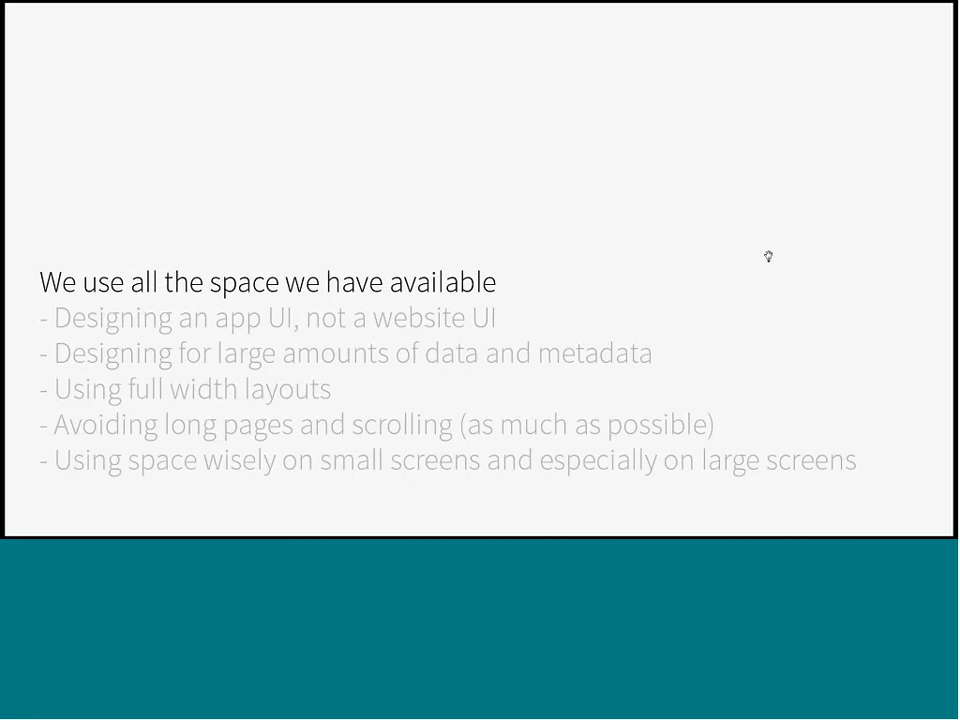 We use all the space we have available
- Designing an app UI, not a website UI
- Designing for large amounts of data and metadata
- Using full width layouts
- Avoiding long pages and scrolling (as much as possible)
- Using space wisely on small screens and especially on large screens